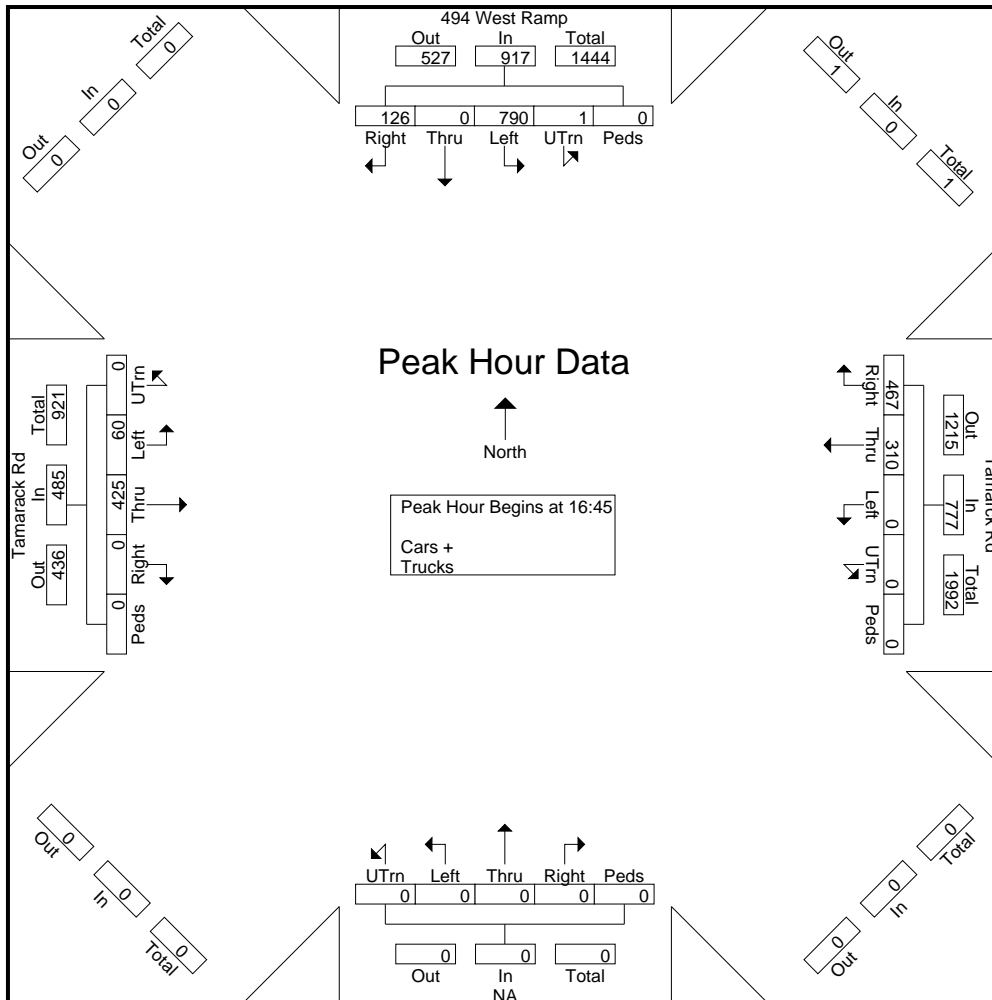 494 West Ramp
Out In Total
527 917 1444
126 0 790 1 0
Right Thru Left UTrn Peds
Total
0
In
0
Out
0
Out
1
In
0
Total
1
Peak Hour Data
North
Peak Hour Begins at 16:45
Cars +
Trucks
Tamarack Rd
Out In Total
436 485 921
0 0 425 60 0
Peds Right Thru Left UTrn
Right Thru Left UTrn Peds
467 310 0 0 0
Out In Total
1215 777 1992
Tamarck Rd
0
Out
0
In
0
Total
0
Total
0
In
0
Out
UTrn Left Thru Right Peds
0 0 0 0 0
0 0 0
Out In Total
NA